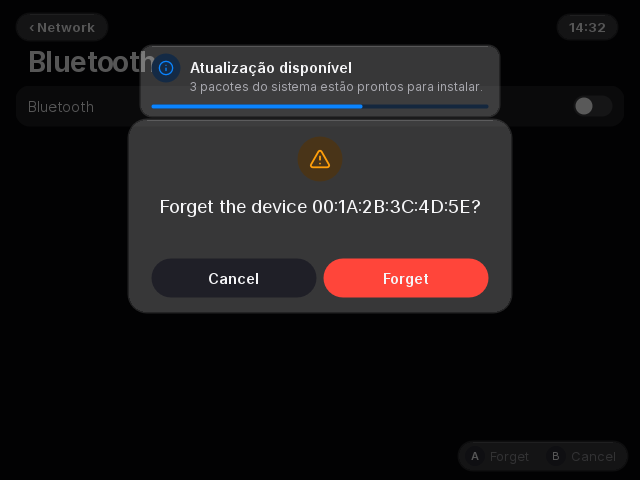 ‹ Network
14:32
Bluetooth
Atualização disponível
3 pacotes do sistema estão prontos para instalar.
Bluetooth
Forget the device 00:1A:2B:3C:4D:5E?
Cancel
Forget
A Forget B Cancel